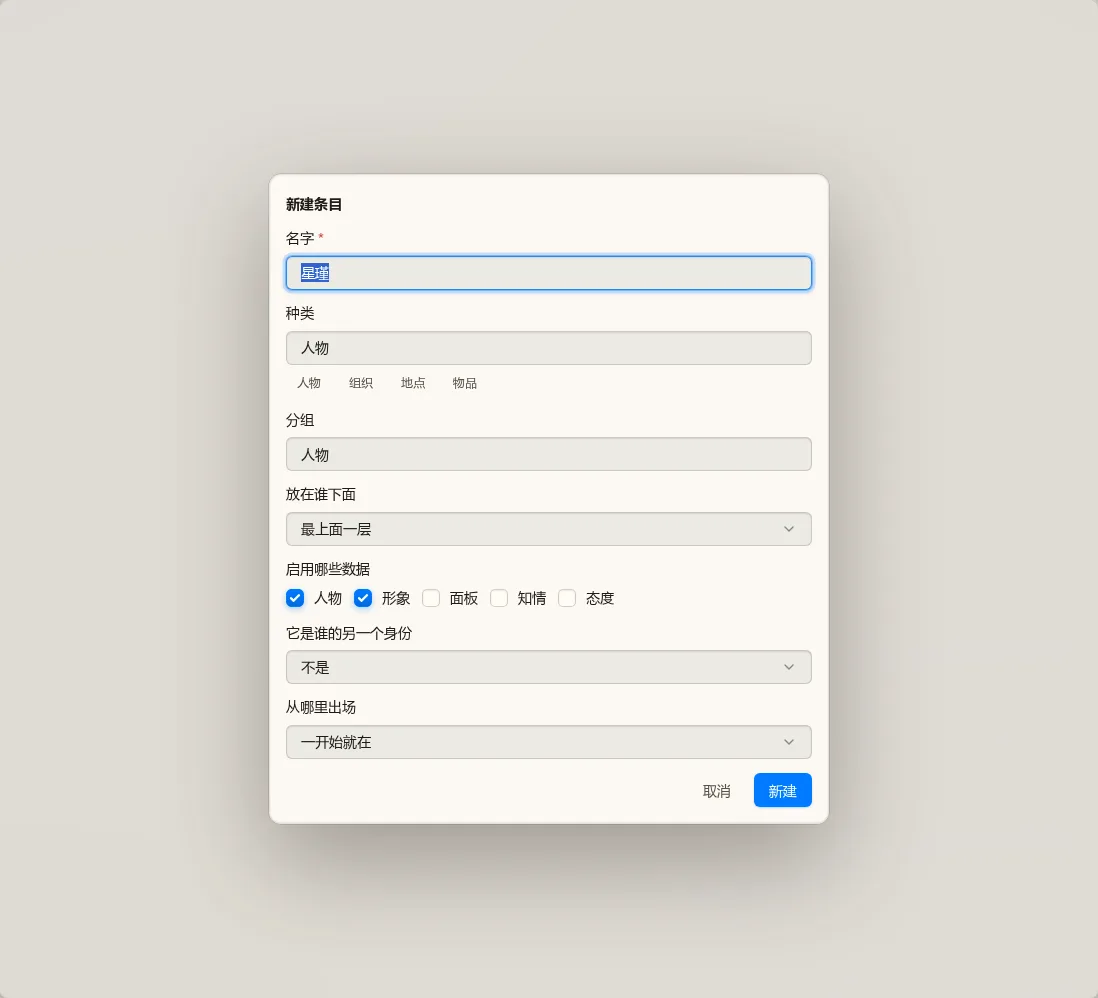 新建条目
名字 *
星瑾
种类
人物
人物 组织 地点 物品
分组
人物
放在谁下面
最上面一层
启用哪些数据
人物 形象 面板 知情 态度
它是谁的另一个身份
不是
从哪里出场
一开始就在
取消 新建